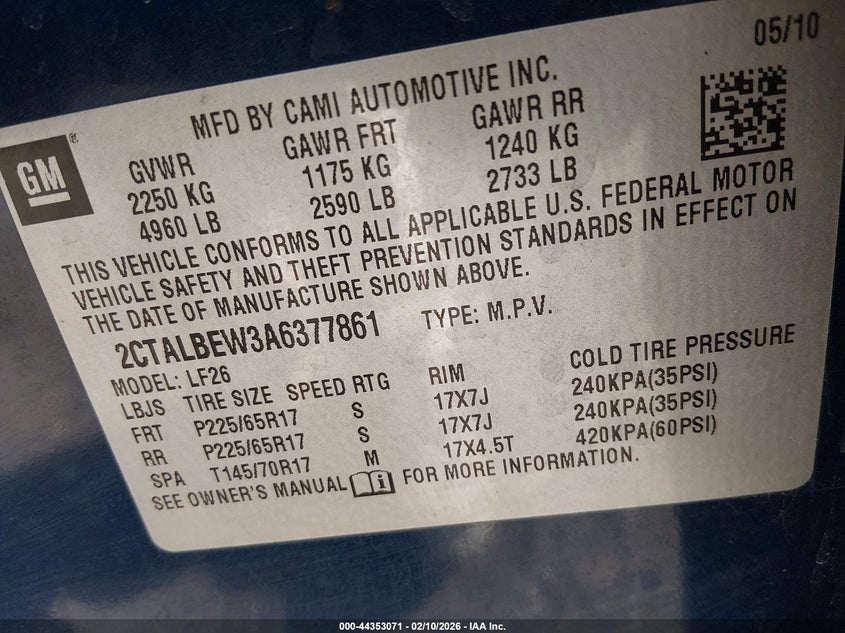 05/10
MFD BY CAMI AUTOMOTIVE INC.
GM ®
GVWR GAWR FRT GAWR RR
2250 KG 1175 KG 1240 KG
4960 LB 2590 LB 2733 LB
THIS VEHICLE CONFORMS TO ALL APPLICABLE U.S. FEDERAL MOTOR
VEHICLE SAFETY AND THEFT PREVENTION STANDARDS IN EFFECT ON
THE DATE OF MANUFACTURE SHOWN ABOVE.
2CTALBEW3A6377861 TYPE: M.P.V.
MODEL: LF26
LBJS TIRE SIZE SPEED RTG RIM COLD TIRE PRESSURE
FRT P225/65R17 S 17X7J 240KPA(35PSI)
RR P225/65R17 S 17X7J 240KPA(35PSI)
SPA T145/70R17 M 17X4.5T 420KPA(60PSI)
SEE OWNER'S MANUAL i FOR MORE INFORMATION.
000-44353071 - 02/10/2026 - IAA Inc.